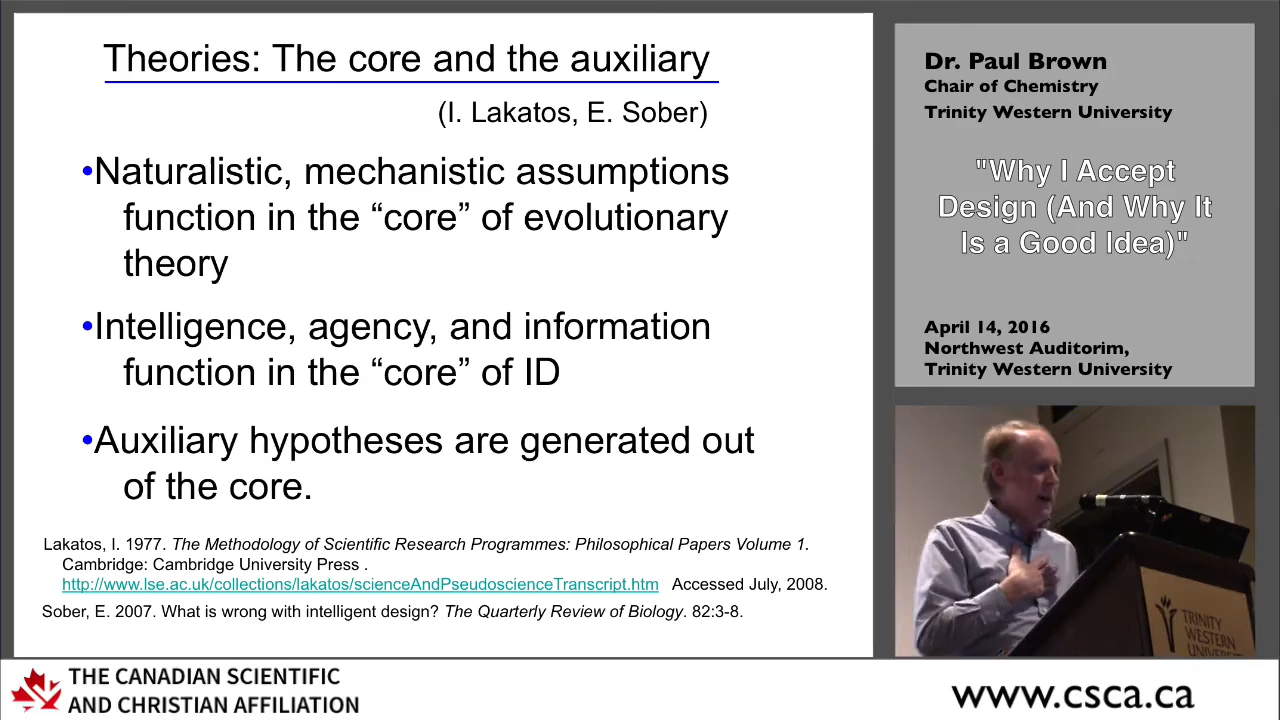 Theories: The core and the auxiliary
(I. Lakatos, E. Sober)
•Naturalistic, mechanistic assumptions
function in the “core” of evolutionary
theory
•Intelligence, agency, and information
function in the “core” of ID
•Auxiliary hypotheses are generated out
of the core.
Lakatos, I. 1977. The Methodology of Scientific Research Programmes: Philosophical Papers Volume 1.
Cambridge: Cambridge University Press .
http://www.lse.ac.uk/collections/lakatos/scienceAndPseudoscienceTranscript.htm Accessed July, 2008.
Sober, E. 2007. What is wrong with intelligent design? The Quarterly Review of Biology. 82:3-8.
Dr. Paul Brown
Chair of Chemistry
Trinity Western University
"Why I Accept
Design (And Why It
Is a Good Idea)"
April 14, 2016
Northwest Auditorim,
Trinity Western University
TRINITY
WESTERN
UNIVERSITY
THE CANADIAN SCIENTIFIC
AND CHRISTIAN AFFILIATION
www.csca.ca